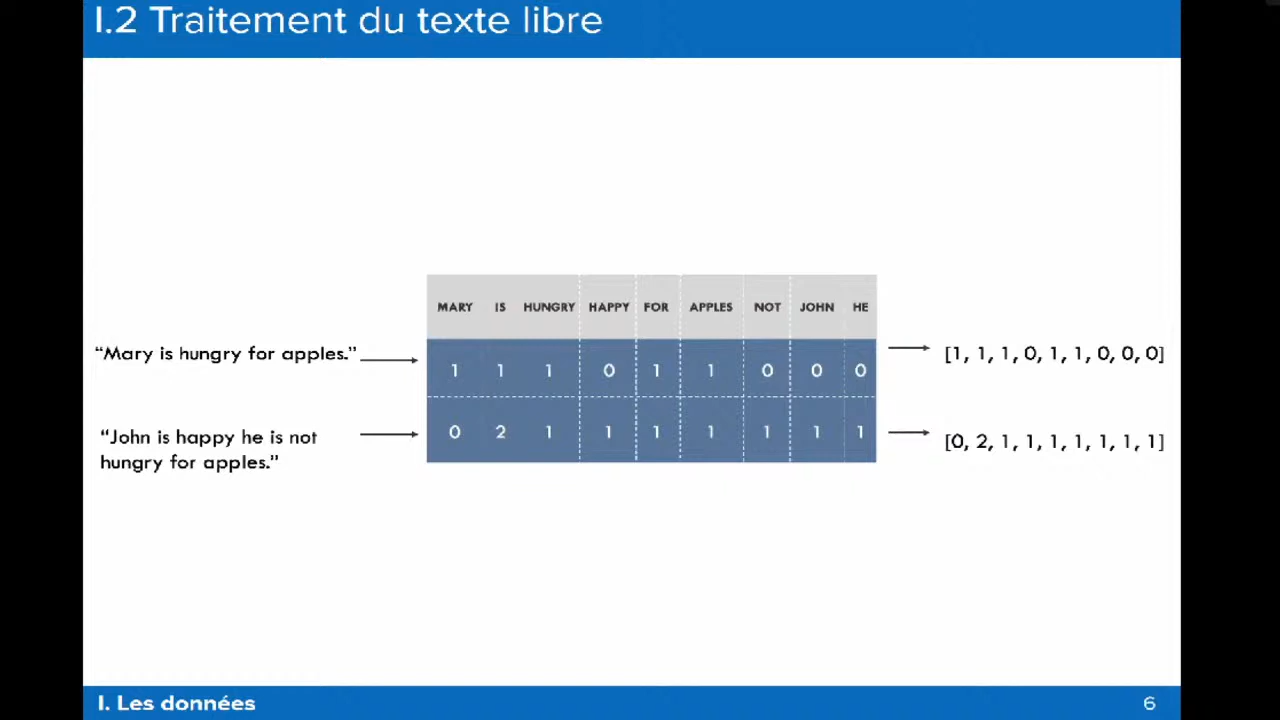 I.2 Traitement du texte libre
MARY IS HUNGRY HAPPY FOR APPLES NOT JOHN HE
“Mary is hungry for apples.”
1 1 1 0 1 1 0 0 0
[1, 1, 1, 0, 1, 1, 0, 0, 0]
“John is happy he is not
hungry for apples.”
0 2 1 1 1 1 1 1 1
[0, 2, 1, 1, 1, 1, 1, 1, 1]
I. Les données
6